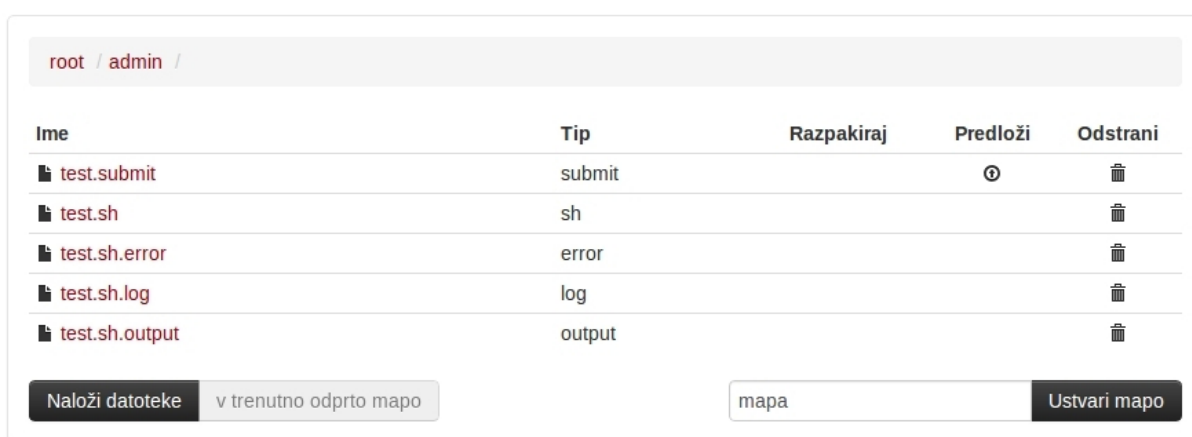 root / admin /
Ime Tip Razpakiraj Predloži Odstrani
test.submit submit
test.sh sh
test.sh.error error
test.sh.log log
test.sh.output output
Naloži datoteke v trenutno odprto mapo mapa Ustvari mapo